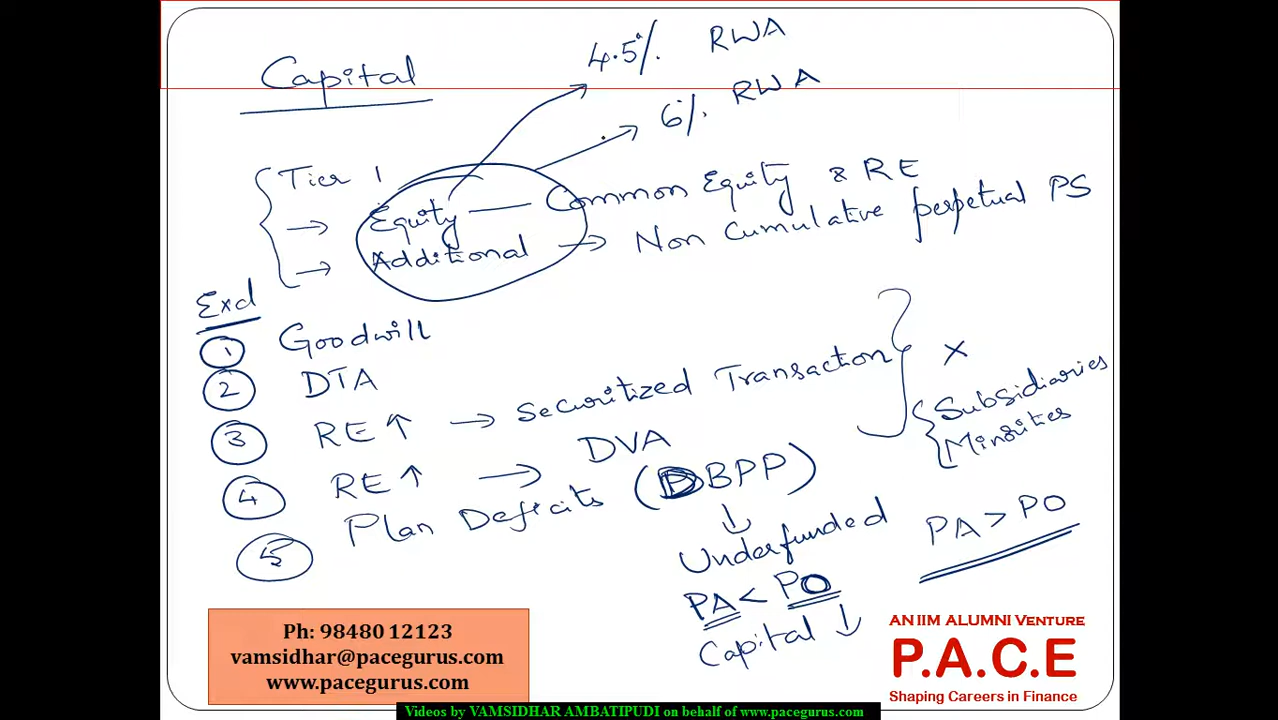 Capital
4.5% RWA
6% RWA
Tier 1
→ Equity — Common Equity & RE
→ Additional → Non Cumulative perpetual PS
Excl
① Goodwill
② DTA
③ RE ↑ → Securitized Transaction
×
④ RE ↑ → DVA
Subsidiaries
Minorities
⑤ Plan Deficits (DBPP)
↓
Underfunded
PA < PO
Capital ↓
PA > PO
Ph: 98480 12123
vamsidhar@pacegurus.com
www.pacegurus.com
AN IIM ALUMNI VENTURE
P.A.C.E
Shaping Careers in Finance
Videos by VAMSIDHAR AMBATIPUDI on behalf of www.pacegurus.com